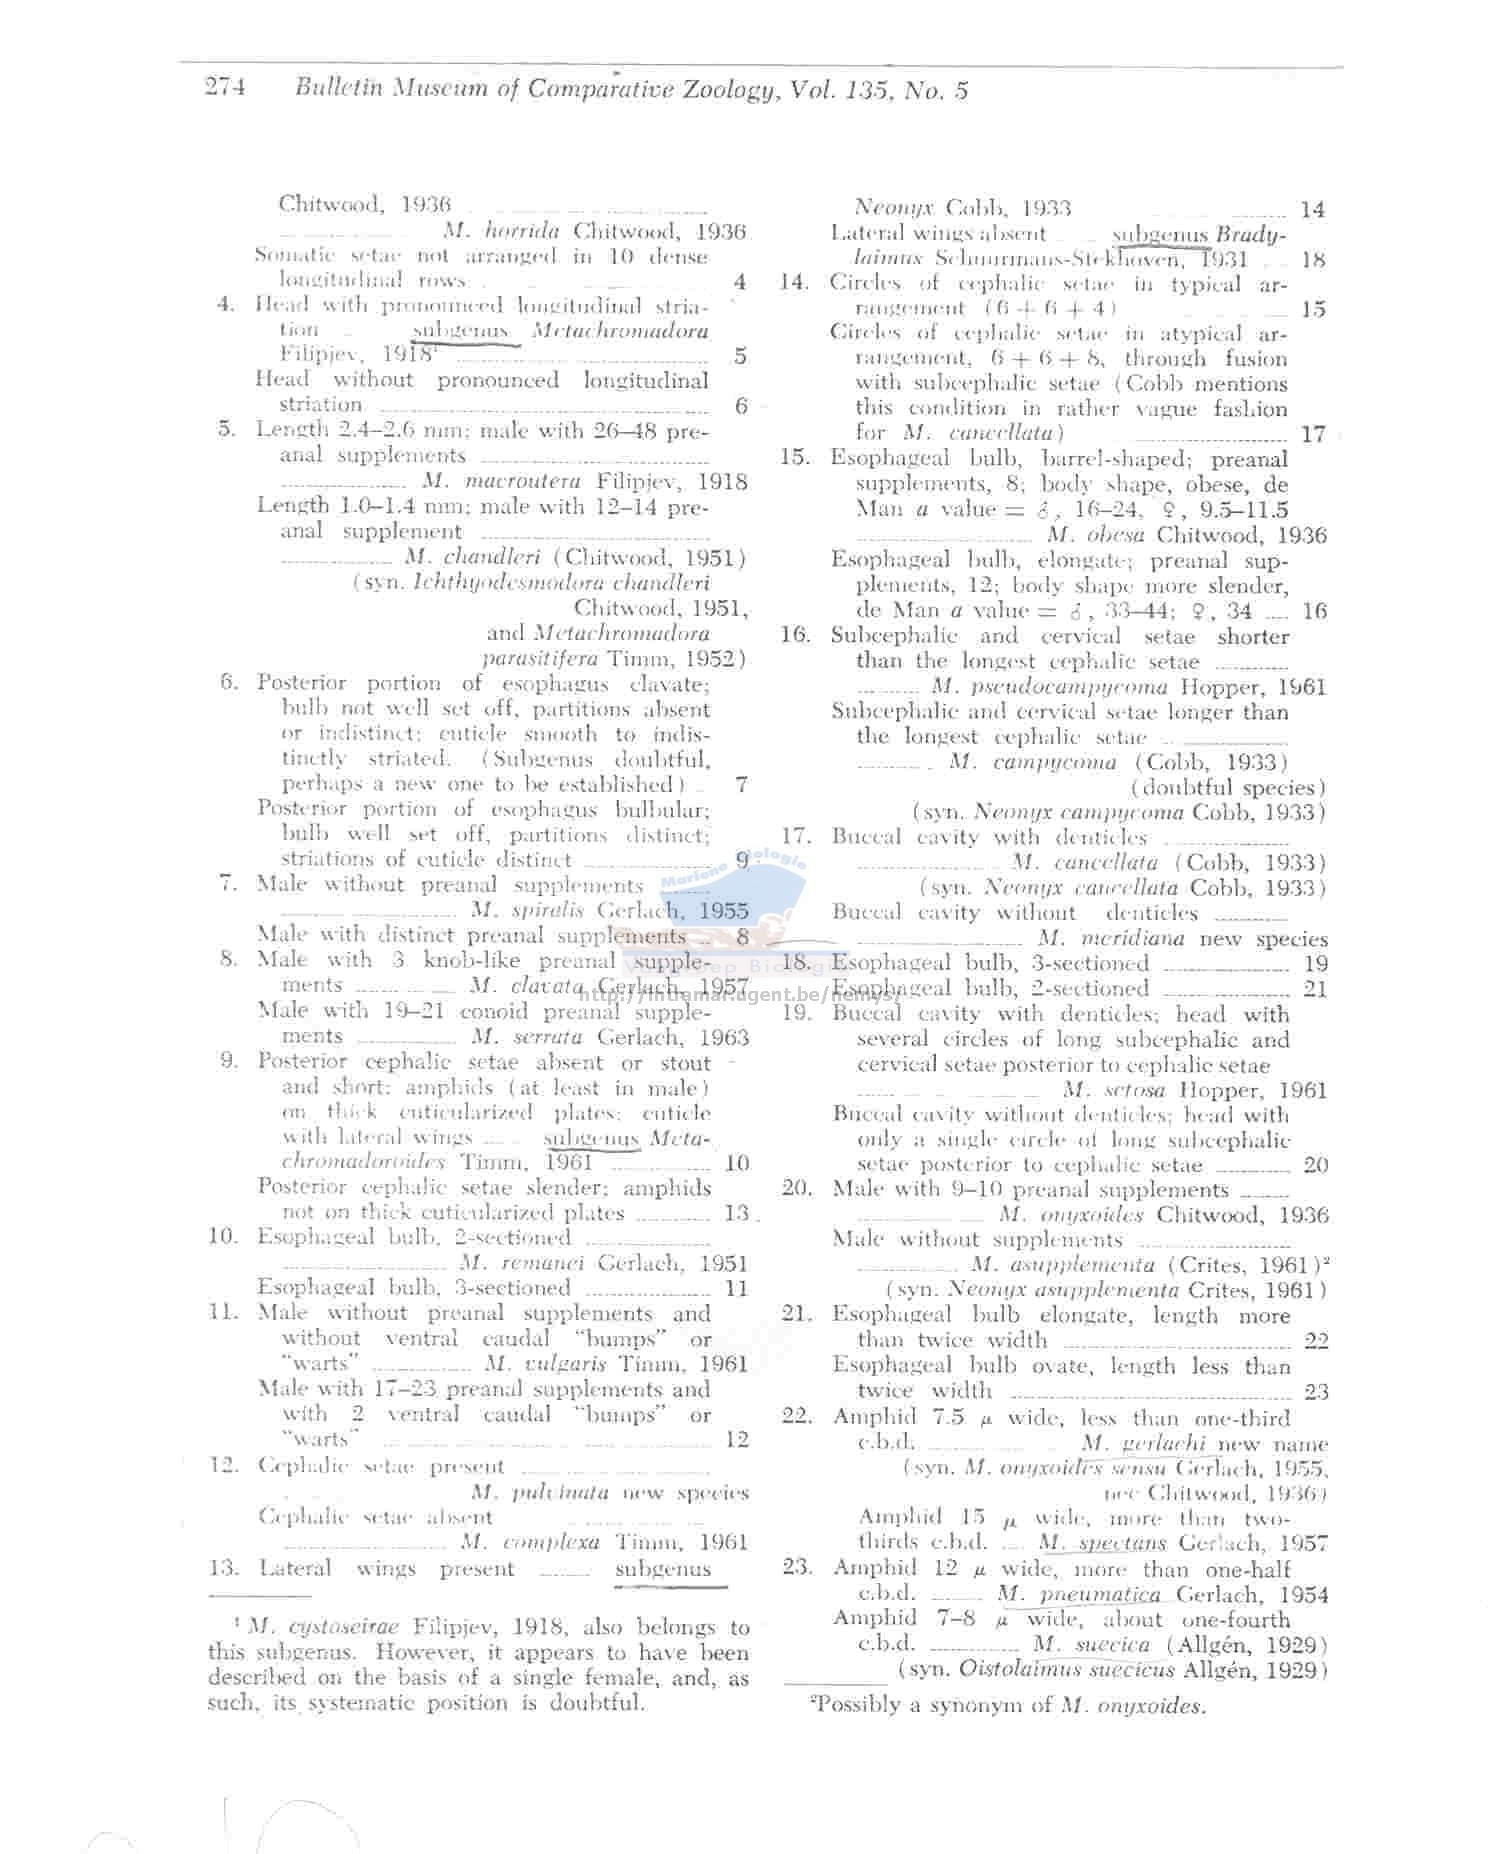 274 Bulletin Museum of Comparative Zoology, Vol. 135, No. 5
Chitwood, 1936
M. horrida Chitwood, 1936
Somatic setae not arranged in 10 dense
longitudinal rows 4
4. Head with pronounced longitudinal stria-
tion subgenus Metachromadora
Filipjev, 1918¹ 5
Head without pronounced longitudinal
striation 6
5. Length 2.4–2.6 mm; male with 26–48 pre-
anal supplements
M. macroutera Filipjev, 1918
Length 1.0–1.4 mm; male with 12–14 pre-
anal supplement
M. chandleri (Chitwood, 1951)
(syn. Ichthyodesmodora chandleri
Chitwood, 1951,
and Metachromadora
parasitifera Timm, 1952)
6. Posterior portion of esophagus clavate;
bulb not well set off, partitions absent
or indistinct; cuticle smooth to indis-
tinctly striated. (Subgenus doubtful,
perhaps a new one to be established) 7
Posterior portion of esophagus bulbular;
bulb well set off, partitions distinct;
striations of cuticle distinct 9
7. Male without preanal supplements
M. spiralis Gerlach, 1955
Male with distinct preanal supplements 8
8. Male with 3 knob-like preanal supple-
ments M. clavata Gerlach, 1957
Male with 19–21 conoid preanal supple-
ments M. serrata Gerlach, 1963
9. Posterior cephalic setae absent or stout
and short; amphids (at least in male)
on thick cuticularized plates; cuticle
with lateral wings subgenus Meta-
chromadoroides Timm, 1961 10
Posterior cephalic setae slender; amphids
not on thick cuticularized plates 13
10. Esophageal bulb, 2-sectioned
M. remanei Gerlach, 1951
Esophageal bulb, 3-sectioned 11
11. Male without preanal supplements and
without ventral caudal "bumps" or
"warts" M. vulgaris Timm, 1961
Male with 17–23 preanal supplements and
with 2 ventral caudal "bumps" or
"warts" 12
12. Cephalic setae present
M. pulvinata new species
Cephalic setae absent
M. complexa Timm, 1961
13. Lateral wings present subgenus
¹ M. cystoseirae Filipjev, 1918, also belongs to
this subgenus. However, it appears to have been
described on the basis of a single female, and, as
such, its systematic position is doubtful.
Neonyx Cobb, 1933 14
Lateral wings absent subgenus Brady-
laimus Schuurmans-Stekhoven, 1931 18
14. Circles of cephalic setae in typical ar-
rangement (6 + 6 + 4) 15
Circles of cephalic setae in atypical ar-
rangement, 6 + 6 + 8, through fusion
with subcephalic setae (Cobb mentions
this condition in rather vague fashion
for M. cancellata) 17
15. Esophageal bulb, barrel-shaped; preanal
supplements, 8; body shape, obese, de
Man a value = ♂, 16–24, ♀, 9.5–11.5
M. obesa Chitwood, 1936
Esophageal bulb, elongate; preanal sup-
plements, 12; body shape more slender,
de Man a value = ♂, 33–44; ♀, 34 16
16. Subcephalic and cervical setae shorter
than the longest cephalic setae
M. pseudocampycoma Hopper, 1961
Subcephalic and cervical setae longer than
the longest cephalic setae
M. campycoma (Cobb, 1933)
(doubtful species)
(syn. Neonyx campycoma Cobb, 1933)
17. Buccal cavity with denticles
M. cancellata (Cobb, 1933)
(syn. Neonyx cancellata Cobb, 1933)
Buccal cavity without denticles
M. meridiana new species
18. Esophageal bulb, 3-sectioned 19
Esophageal bulb, 2-sectioned 21
19. Buccal cavity with denticles; head with
several circles of long subcephalic and
cervical setae posterior to cephalic setae
M. setosa Hopper, 1961
Buccal cavity without denticles; head with
only a single circle of long subcephalic
setae posterior to cephalic setae 20
20. Male with 9–10 preanal supplements
M. onyxoides Chitwood, 1936
Male without supplements
M. asupplementa (Crites, 1961)²
(syn. Neonyx asupplementa Crites, 1961)
21. Esophageal bulb elongate, length more
than twice width 22
Esophageal bulb ovate, length less than
twice width 23
22. Amphid 7.5 μ wide, less than one-third
c.b.d. M. gerlachi new name
(syn. M. onyxoides sensu Gerlach, 1955,
nec Chitwood, 1936)
Amphid 15 μ wide, more than two-
thirds c.b.d. M. spectans Gerlach, 1957
23. Amphid 12 μ wide, more than one-half
c.b.d. M. pneumatica Gerlach, 1954
Amphid 7–8 μ wide, about one-fourth
c.b.d. M. suecica (Allgén, 1929)
(syn. Oistolaimus suecicus Allgén, 1929)
²Possibly a synonym of M. onyxoides.
Mariene Biologie
http://intramar.ugent.be/nemys/